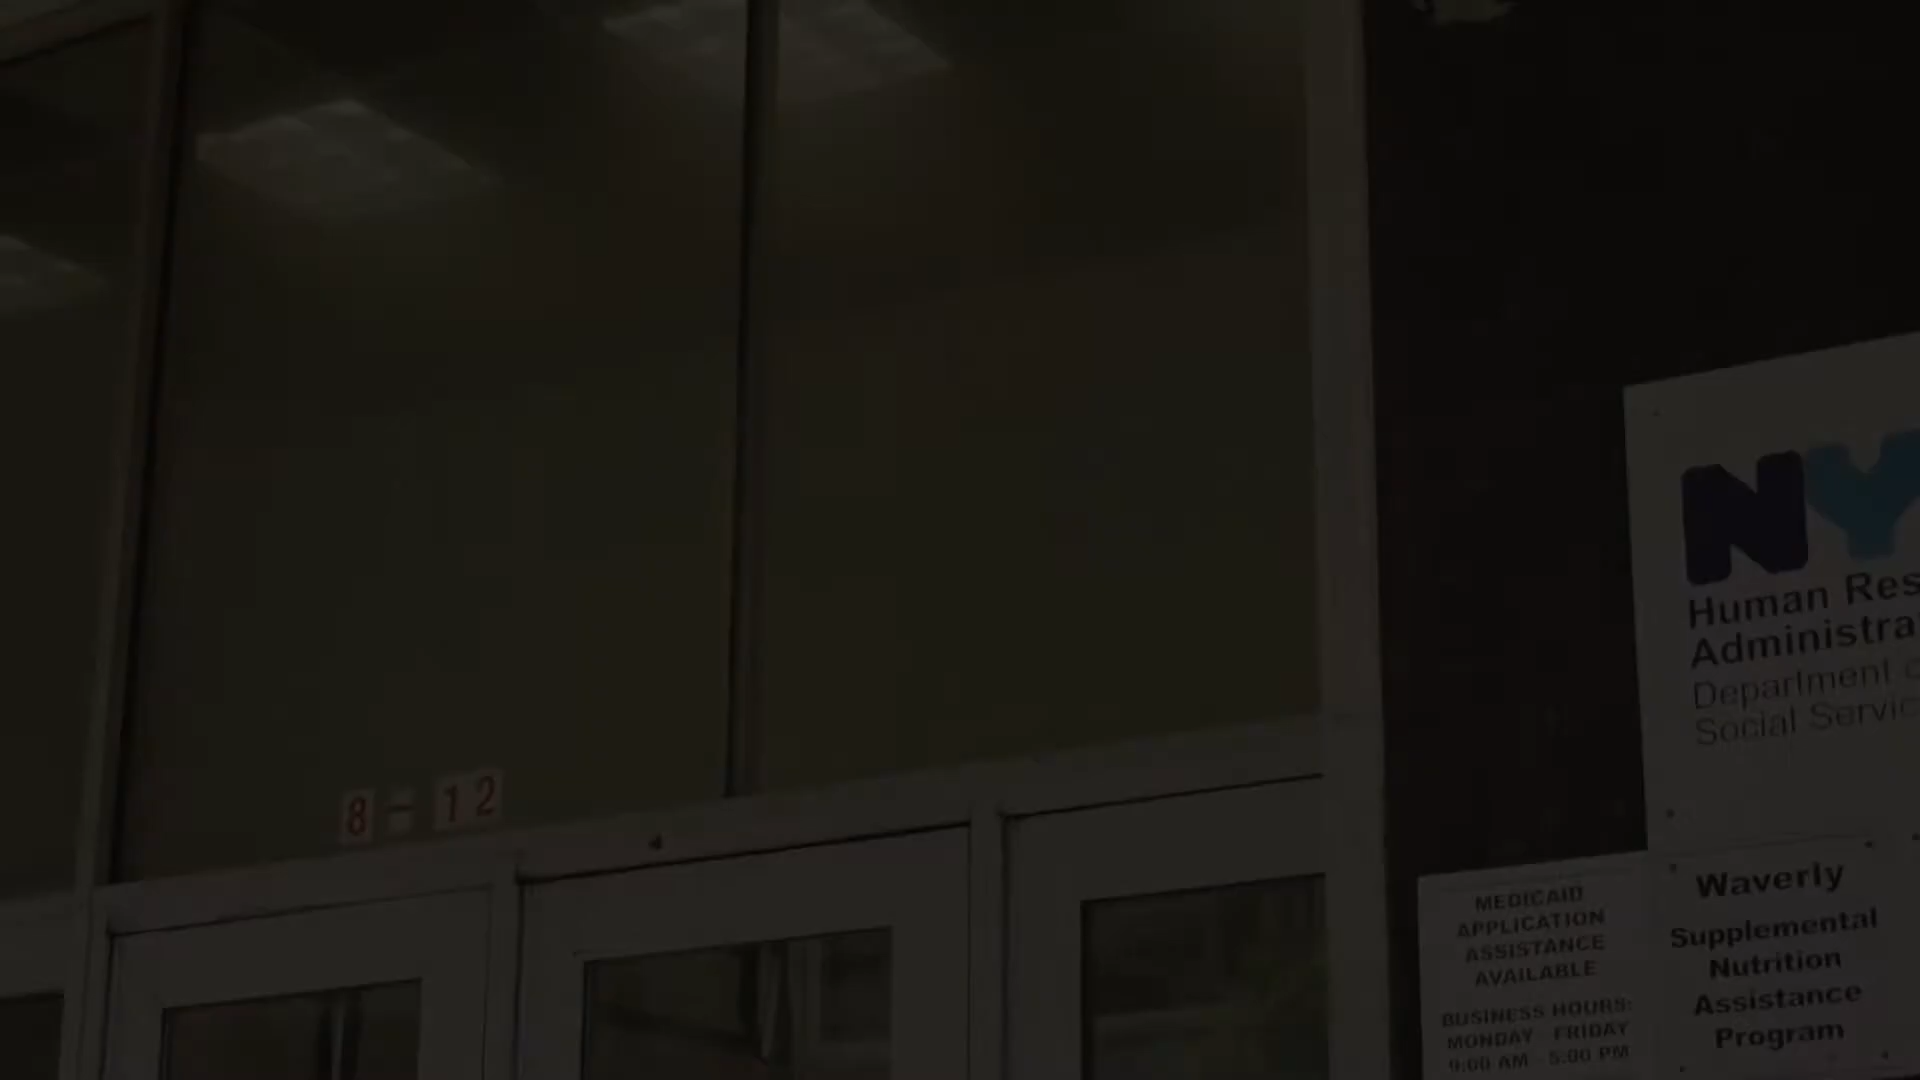 8 - 12
NY
Human Res
Administra
Department
Social Servic
MEDICAID
APPLICATION
ASSISTANCE
AVAILABLE
BUSINESS HOURS:
MONDAY - FRIDAY
9:00 AM - 5:00 PM
Waverly
Supplemental
Nutrition
Assistance
Program